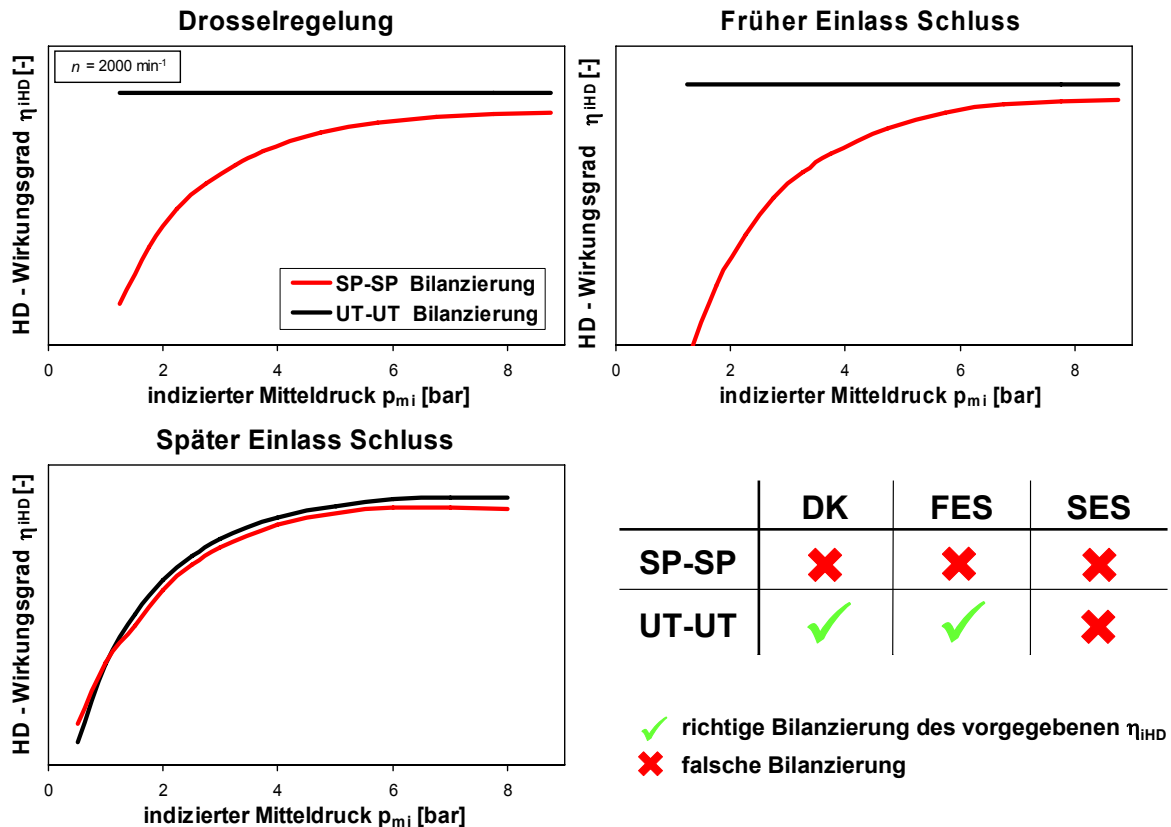 Drosselregelung
HD - Wirkungsgrad ηiHD [-]
n = 2000 min-1
SP-SP Bilanzierung
UT-UT Bilanzierung
0 2 4 6 8
indizierter Mitteldruck pmi [bar]
Früher Einlass Schluss
HD - Wirkungsgrad ηiHD [-]
0 2 4 6 8
indizierter Mitteldruck pmi [bar]
Später Einlass Schluss
HD - Wirkungsgrad ηiHD [-]
0 2 4 6 8
indizierter Mitteldruck pmi [bar]
DK FES SES
SP-SP
UT-UT
richtige Bilanzierung des vorgegebenen ηiHD
falsche Bilanzierung